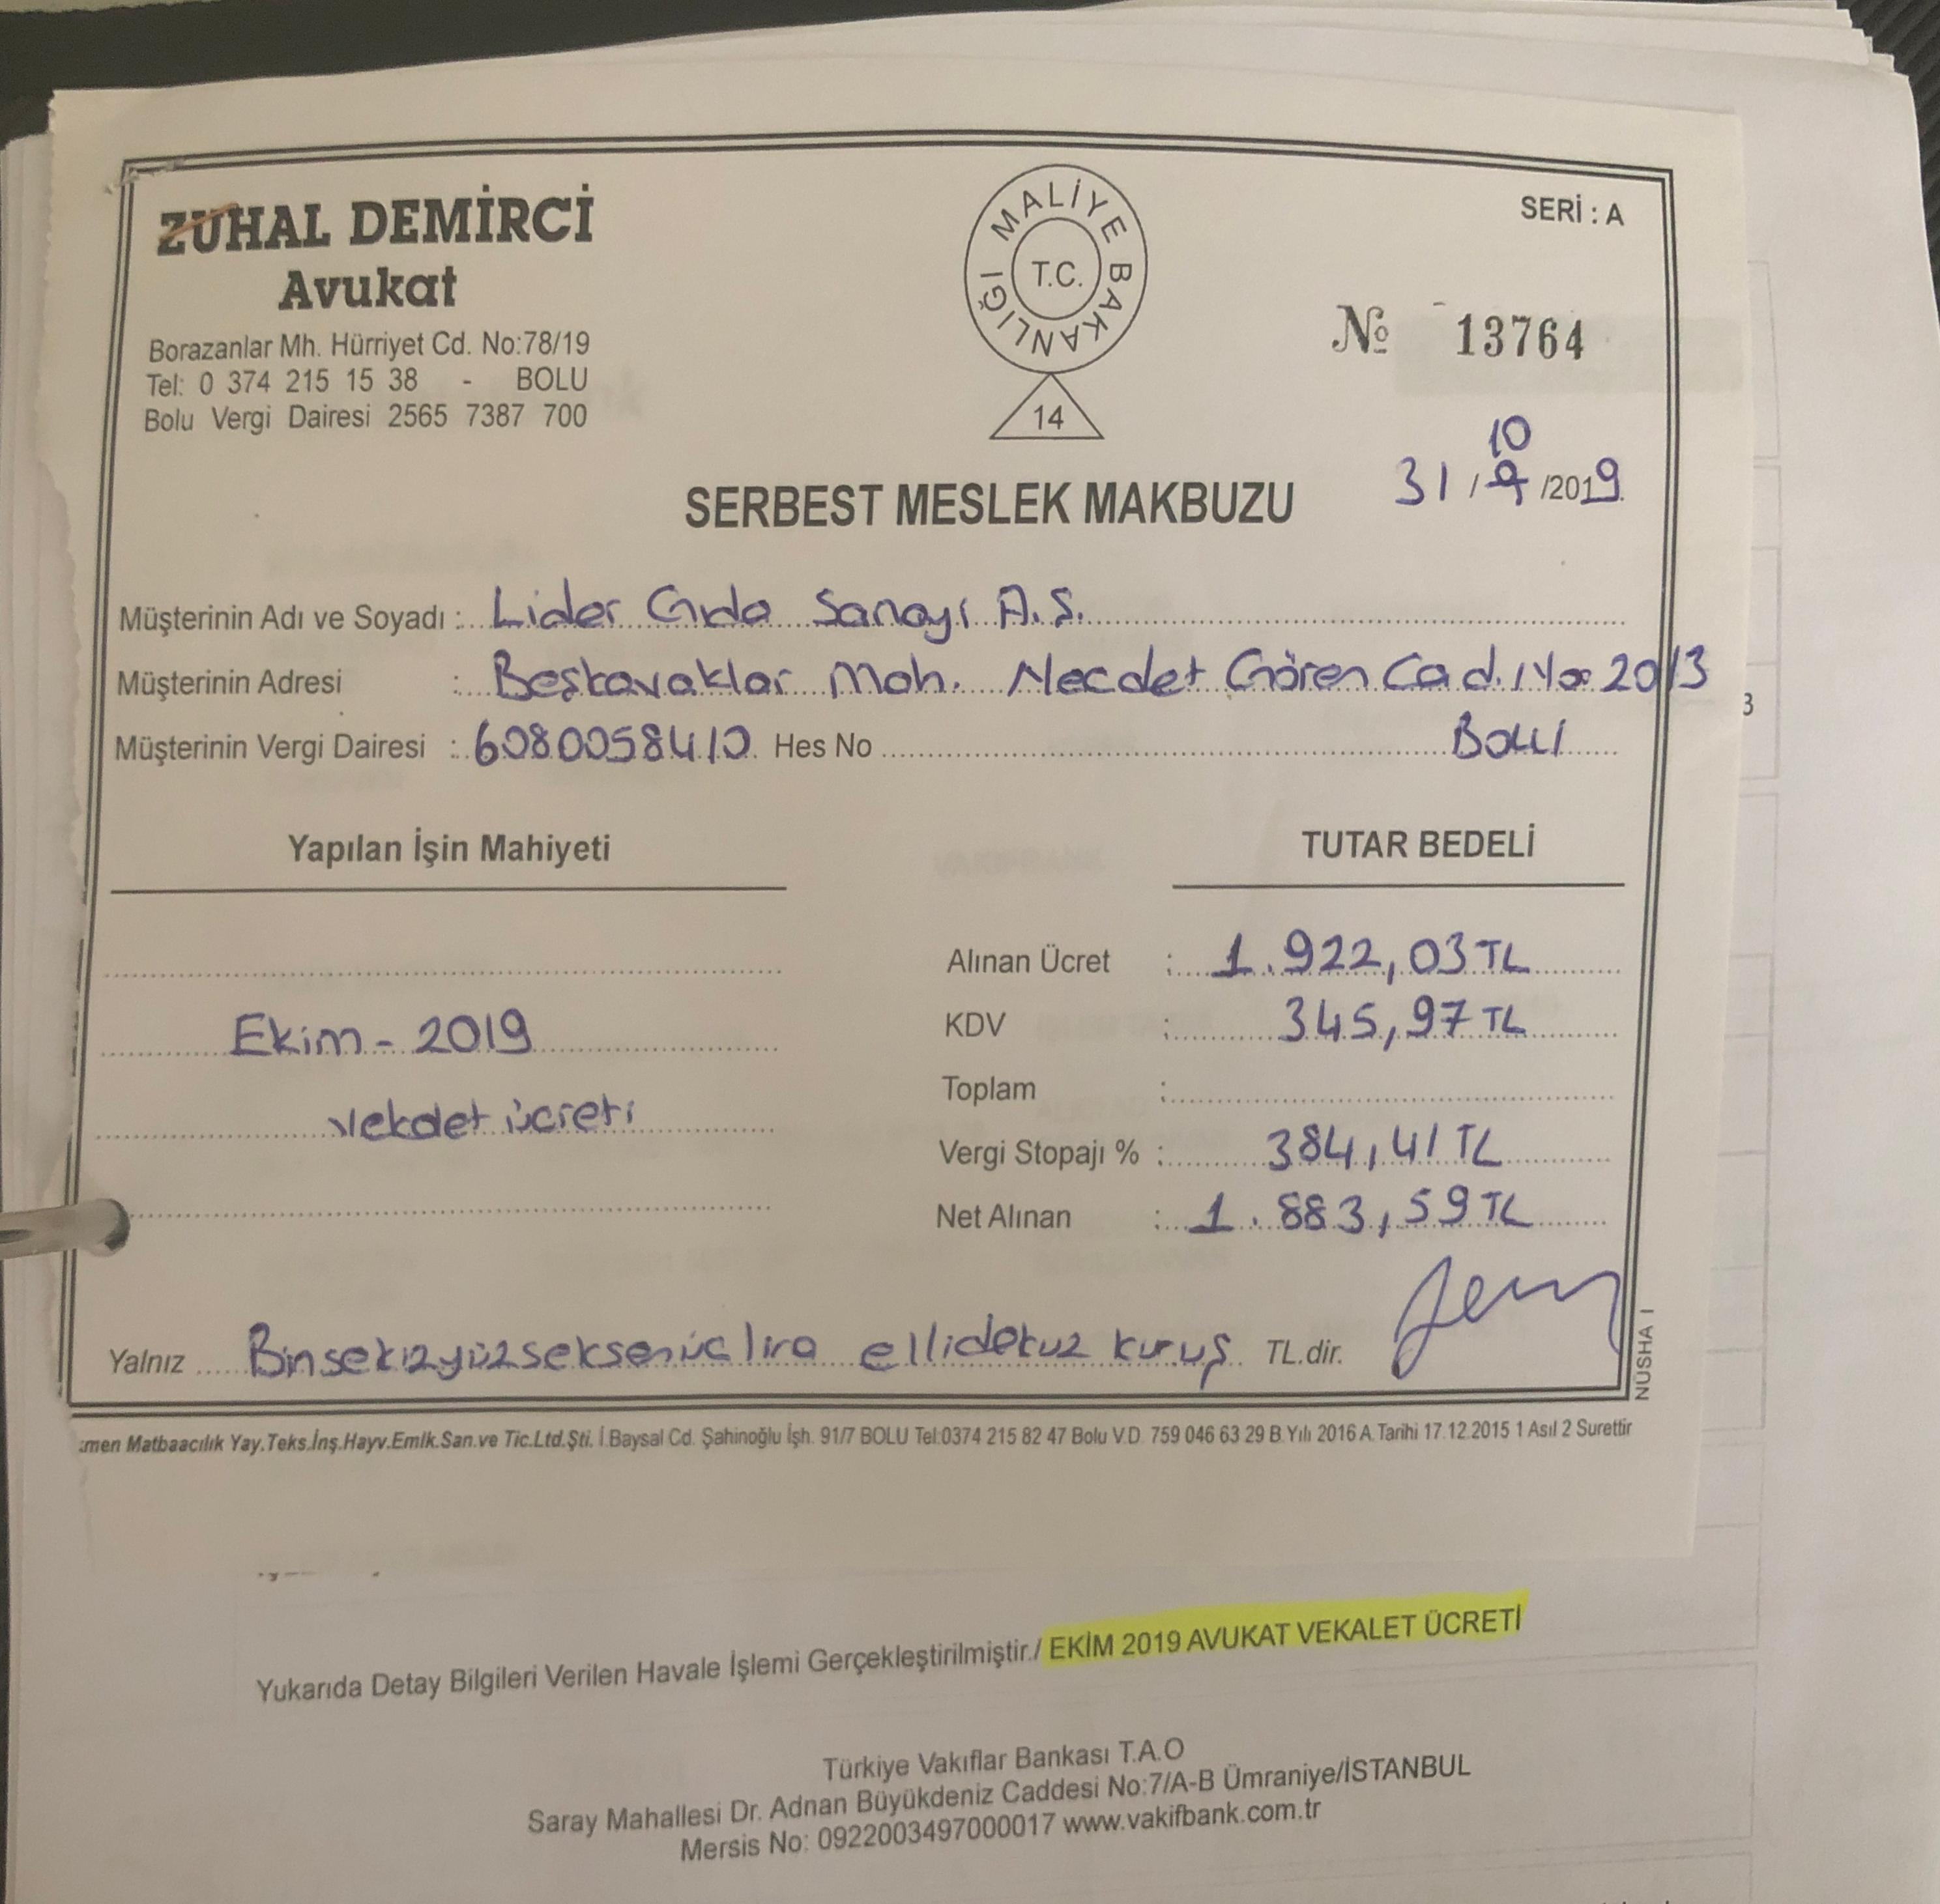 ZUHAL DEMİRCİ
Avukat
Borazanlar Mh. Hürriyet Cd. No:78/19
Tel: 0 374 215 15 38 - BOLU
Bolu Vergi Dairesi 2565 7387 700
T.C. MALİYE BAKANLIĞI
14
SERİ : A
№ 13764
10
31/9/2019
SERBEST MESLEK MAKBUZU
Müşterinin Adı ve Soyadı : Lider Gıda Sanayi A.Ş.
Müşterinin Adresi : Beşkavaklar Mah. Necdet Gören Cad. No: 20/3
Müşterinin Vergi Dairesi : 6080058410 Hes No Bolu
Yapılan İşin Mahiyeti
TUTAR BEDELİ
Alınan Ücret : 1.922,03 TL
Ekim - 2019
KDV : 345,97 TL
Toplam :
vekalet ücreti
Vergi Stopajı % : 384,41 TL
Net Alınan : 1.883,59 TL
Yalnız Binsekizyüzseksenüçlira ellidokuz kuruş TL.dir.
NÜSHA I
men Matbaacılık Yay.Teks.İnş.Hayv.Emlk.San.ve Tic.Ltd.Şti. İ.Baysal Cd. Şahinoğlu İşh. 91/7 BOLU Tel:0374 215 82 47 Bolu V.D. 759 046 63 29 B.Yılı 2016 A.Tarihi 17.12.2015 1 Asıl 2 Surettir
3
Yukarıda Detay Bilgileri Verilen Havale İşlemi Gerçekleştirilmiştir./ EKİM 2019 AVUKAT VEKALET ÜCRETİ
Türkiye Vakıflar Bankası T.A.O
Saray Mahallesi Dr. Adnan Büyükdeniz Caddesi No:7/A-B Ümraniye/İSTANBUL
Mersis No: 0922003497000017 www.vakifbank.com.tr